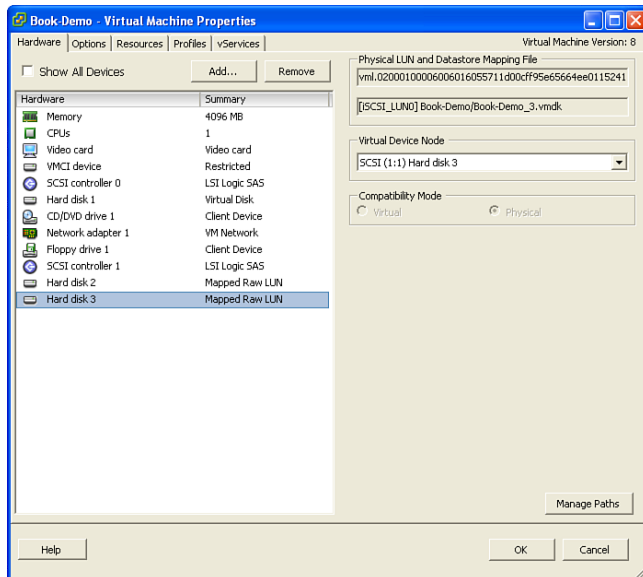 Book-Demo - Virtual Machine Properties
Hardware Options Resources Profiles vServices Virtual Machine Version: 8
Show All Devices Add... Remove
Hardware Summary
Memory 4096 MB
CPUs 1
Video card Video card
VMCI device Restricted
SCSI controller 0 LSI Logic SAS
Hard disk 1 Virtual Disk
CD/DVD drive 1 Client Device
Network adapter 1 VM Network
Floppy drive 1 Client Device
SCSI controller 1 LSI Logic SAS
Hard disk 2 Mapped Raw LUN
Hard disk 3 Mapped Raw LUN
Physical LUN and Datastore Mapping File
vml.02000100006006016055711d00cff95e65664ee0115241
[iSCSI_LUN0] Book-Demo/Book-Demo_3.vmdk
Virtual Device Node
SCSI (1:1) Hard disk 3
Compatibility Mode
Virtual Physical
Manage Paths
Help OK Cancel